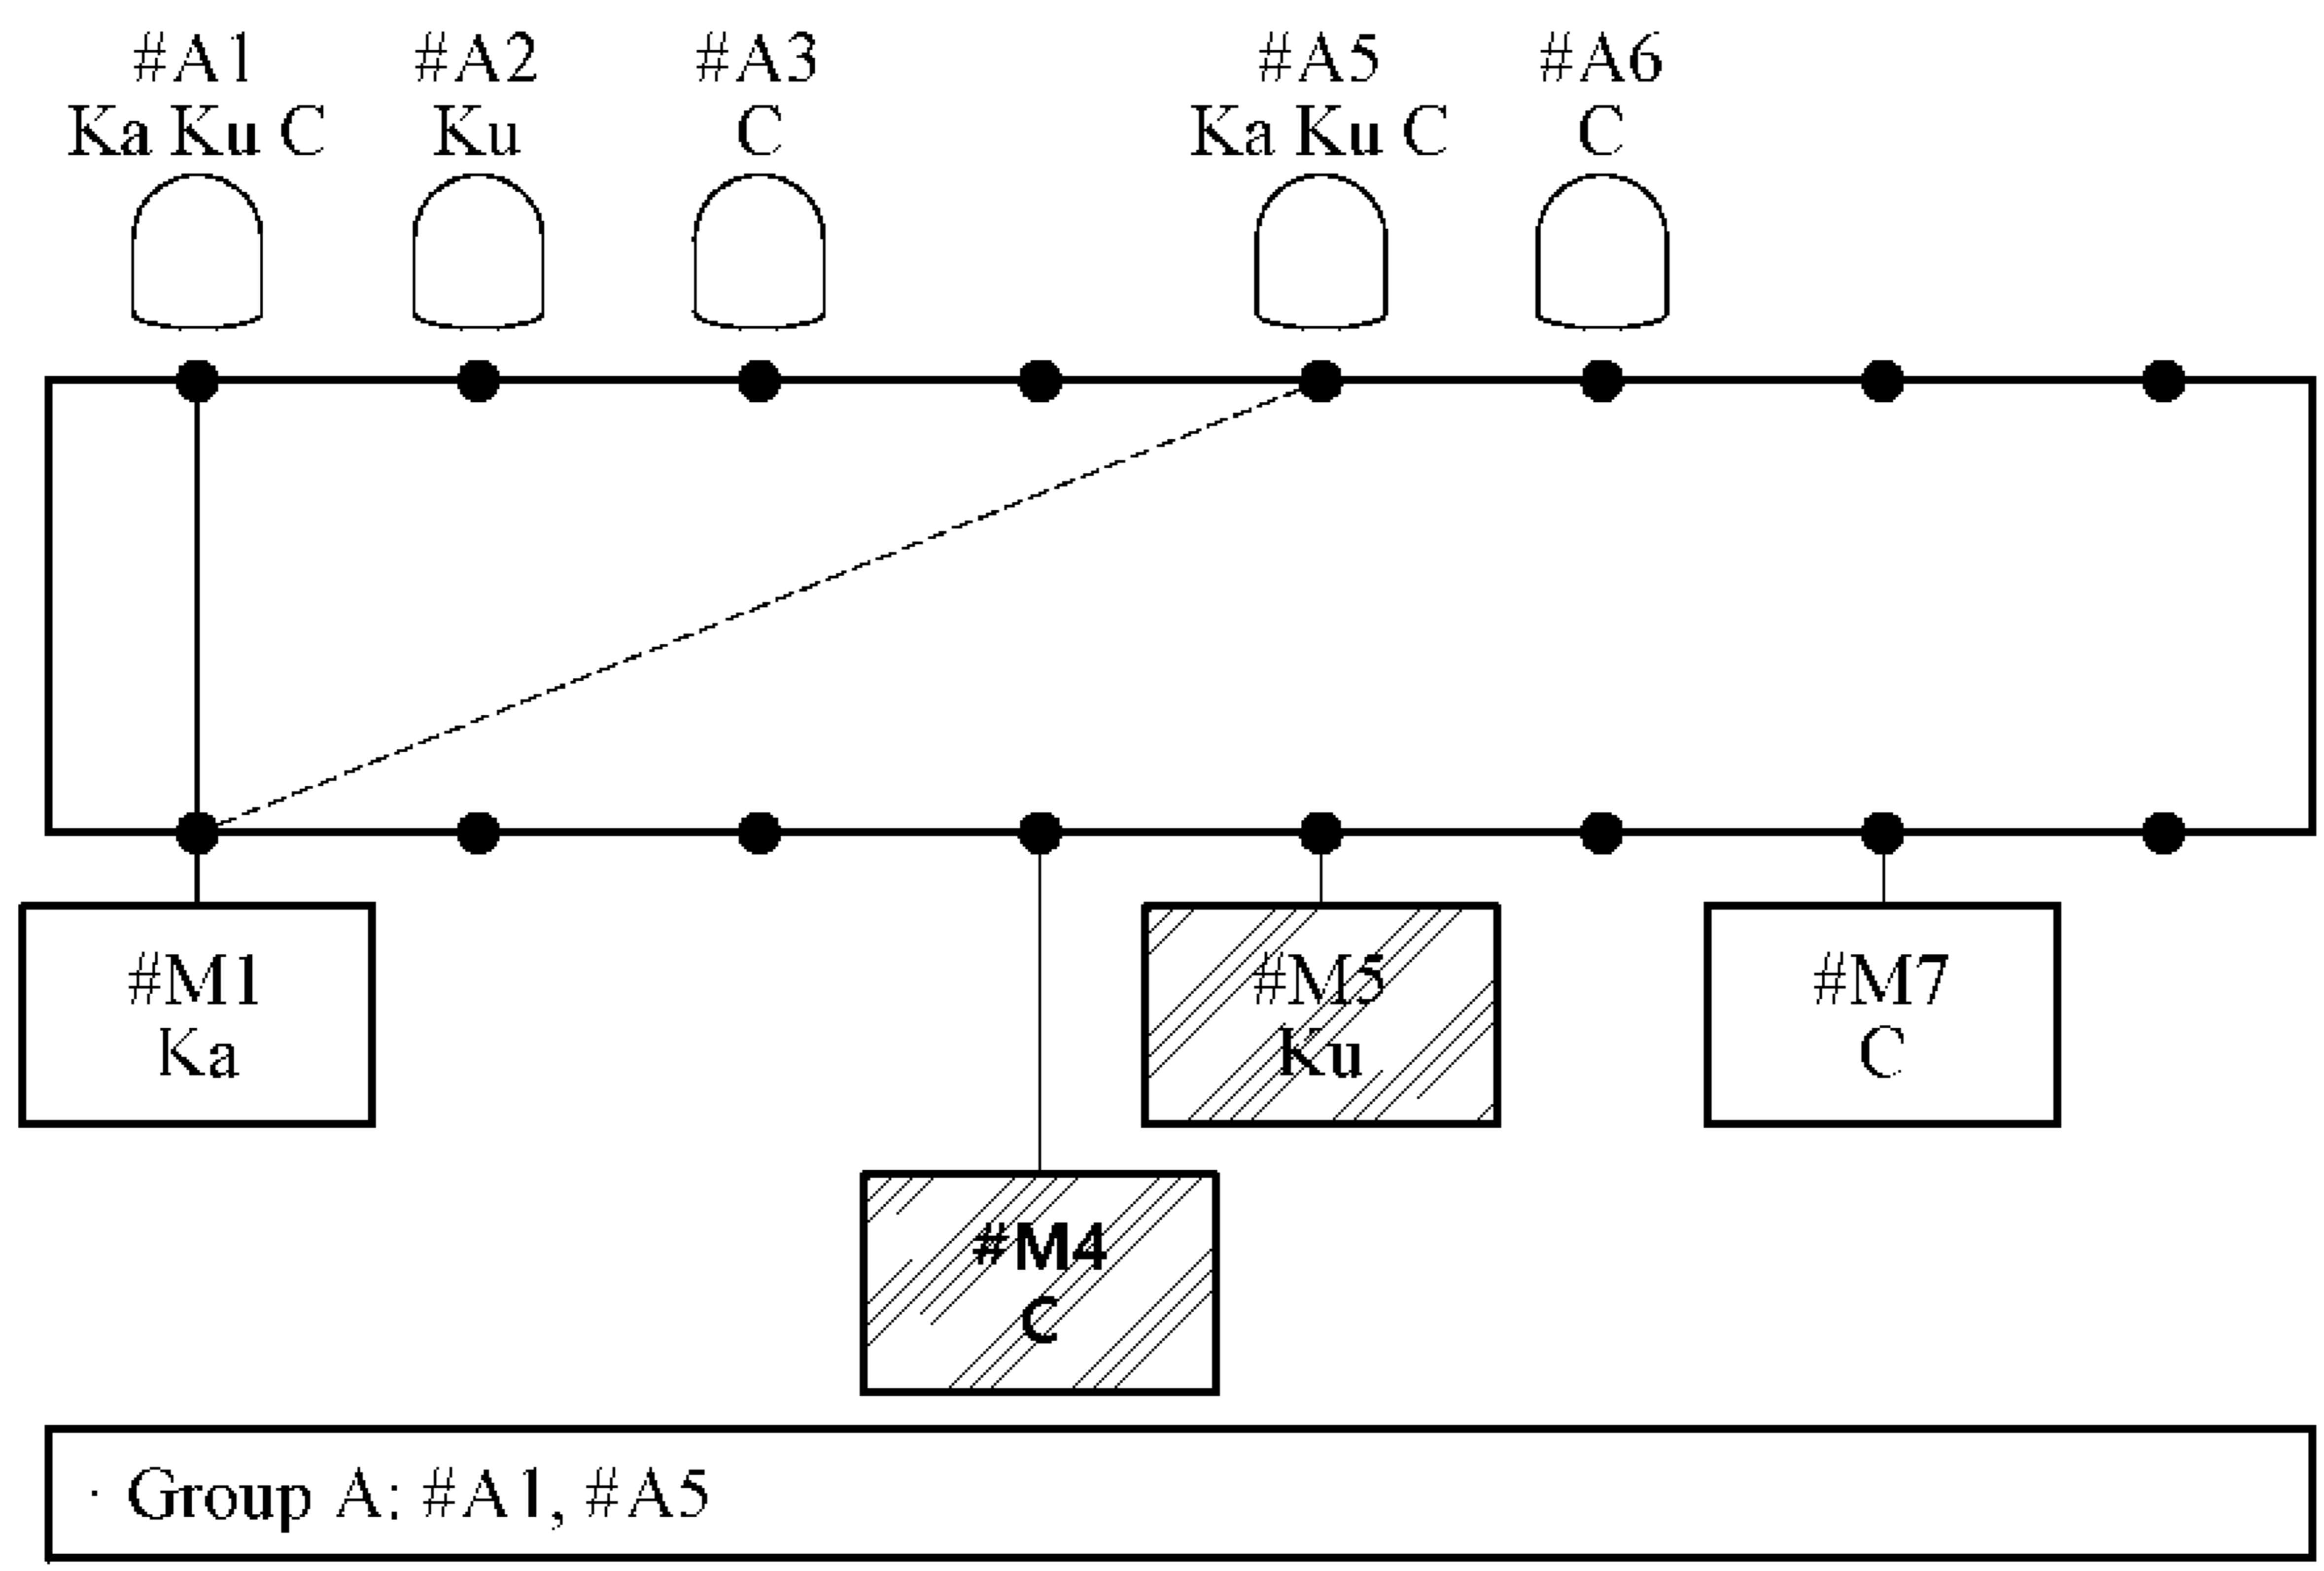 #A1 #A2 #A3 #A5 #A6
Ka Ku C Ku C Ka Ku C C
#M1 #M5 #M7
Ka Ku C
#M4
C
· Group A: #A1, #A5